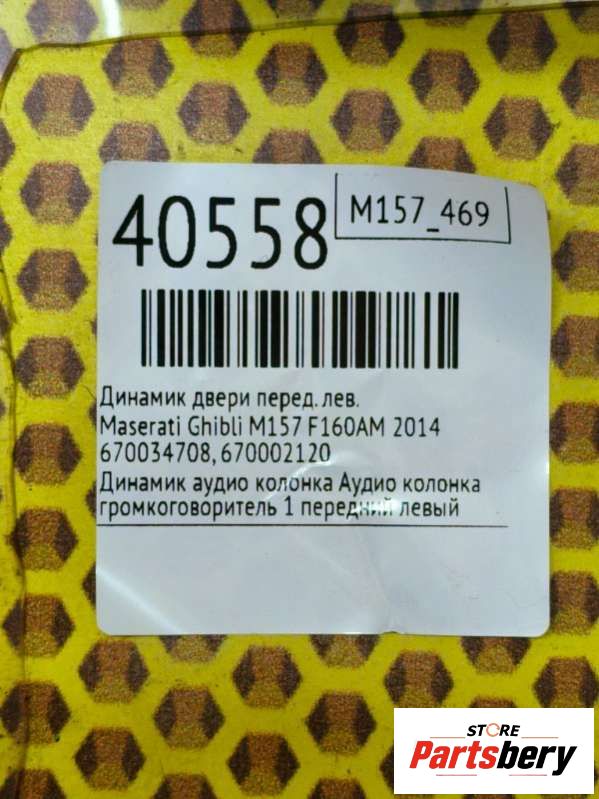 40558
M157_469
Динамик двери перед. лев.
Maserati Ghibli M157 F160AM 2014
670034708, 670002120
Динамик аудио колонка Аудио колонка
громкоговоритель 1 передний левый
STORE
Partsbery